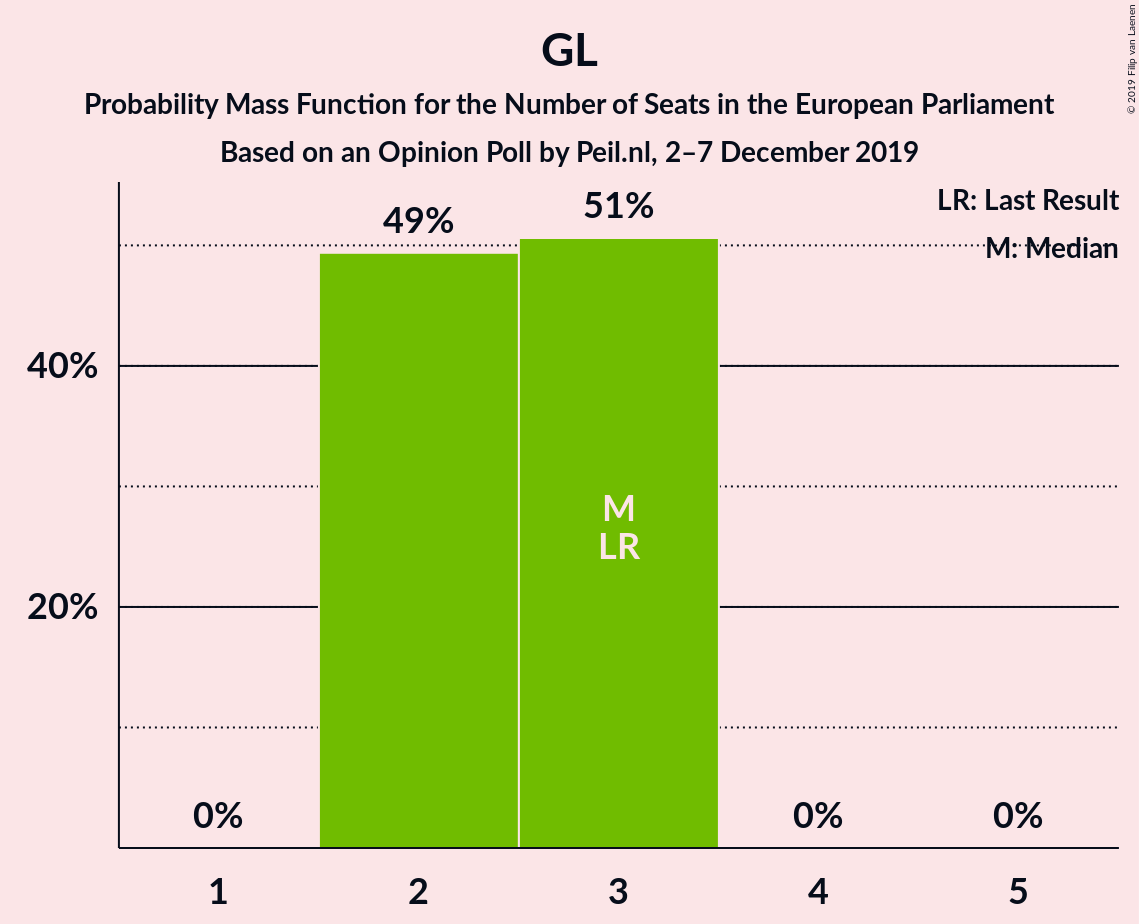 GL
Probability Mass Function for the Number of Seats in the European Parliament
Based on an Opinion Poll by Peil.nl, 2–7 December 2019
© 2019 Filip van Laenen
LR: Last Result
M: Median
49%
51%
40%
20%
M
LR
0%
0%
0%
1
2
3
4
5